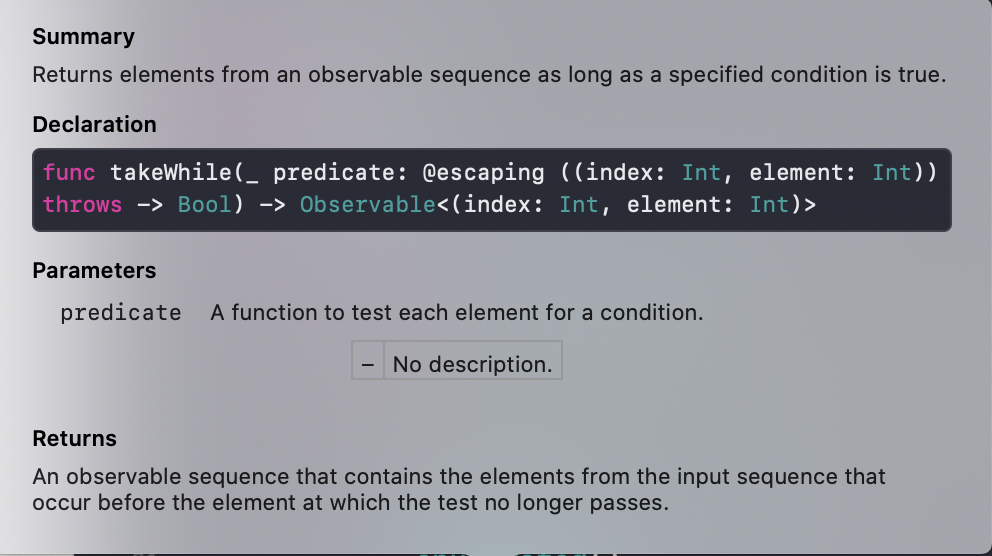 Summary
Returns elements from an observable sequence as long as a specified condition is true.
Declaration
func takeWhile(_ predicate: @escaping ((index: Int, element: Int))
throws -> Bool) -> Observable<(index: Int, element: Int)>
Parameters
predicate A function to test each element for a condition.
– No description.
Returns
An observable sequence that contains the elements from the input sequence that
occur before the element at which the test no longer passes.